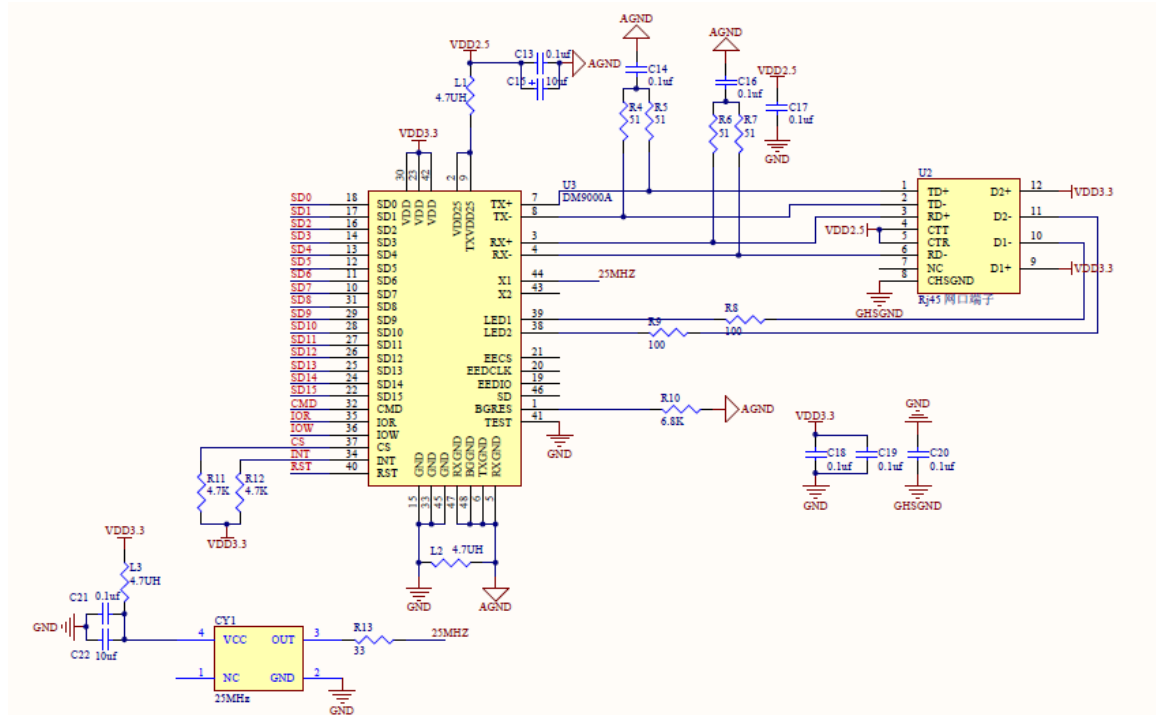 AGND
AGND
VDD2.5
C13 0.1uf
AGND
C15 + 10uf
L1
4.7UH
C14
0.1uf
C16
0.1uf
VDD2.5
C17
0.1uf
GND
R4
51
R5
51
R6
51
R7
51
VDD3.3
30
23
42
2
9
VDD
VDD
VDD
VDD25
TXVDD25
U3
DM9000A
SD0 18 SD0
SD1 17 SD1
SD2 16 SD2
SD3 14 SD3
SD4 13 SD4
SD5 12 SD5
SD6 11 SD6
SD7 10 SD7
SD8 31 SD8
SD9 29 SD9
SD10 28 SD10
SD11 27 SD11
SD12 26 SD12
SD13 25 SD13
SD14 24 SD14
SD15 22 SD15
CMD 32 CMD
IOR 35 IOR
IOW 36 IOW
CS 37 CS
INT 34 INT
RST 40 RST
TX+ 7
TX- 8
RX+ 3
RX- 4
X1 44 25MHZ
X2 43
LED1 39
LED2 38
EECS 21
EEDCLK 20
EEDIO 19
SD 46
BGRES 1
TEST 41
GND
GND
GND
GND
RXGND
BGGND
TXGND
RXGND
15
33
45
47
48
6
5
U2
1 TD+
2 TD-
3 RD+
4 CTT
5 CTR
6 RD-
7 NC
8 CHSGND
D2+ 12 VDD3.3
D2- 11
D1- 10
D1+ 9 VDD3.3
VDD2.5
GHSGND
Rj45 网口端子
R8
100
R9
100
R10
6.8K
AGND
R11
4.7K
R12
4.7K
VDD3.3
L2 4.7UH
GND
AGND
VDD3.3
C18
0.1uf
C19
0.1uf
GND
GND
C20
0.1uf
GHSGND
VDD3.3
L3
4.7UH
C21 0.1uf
GND
C22 10uf
CY1
4 VCC
OUT 3
1 NC
GND 2
25MHz
R13
33
25MHZ
GND